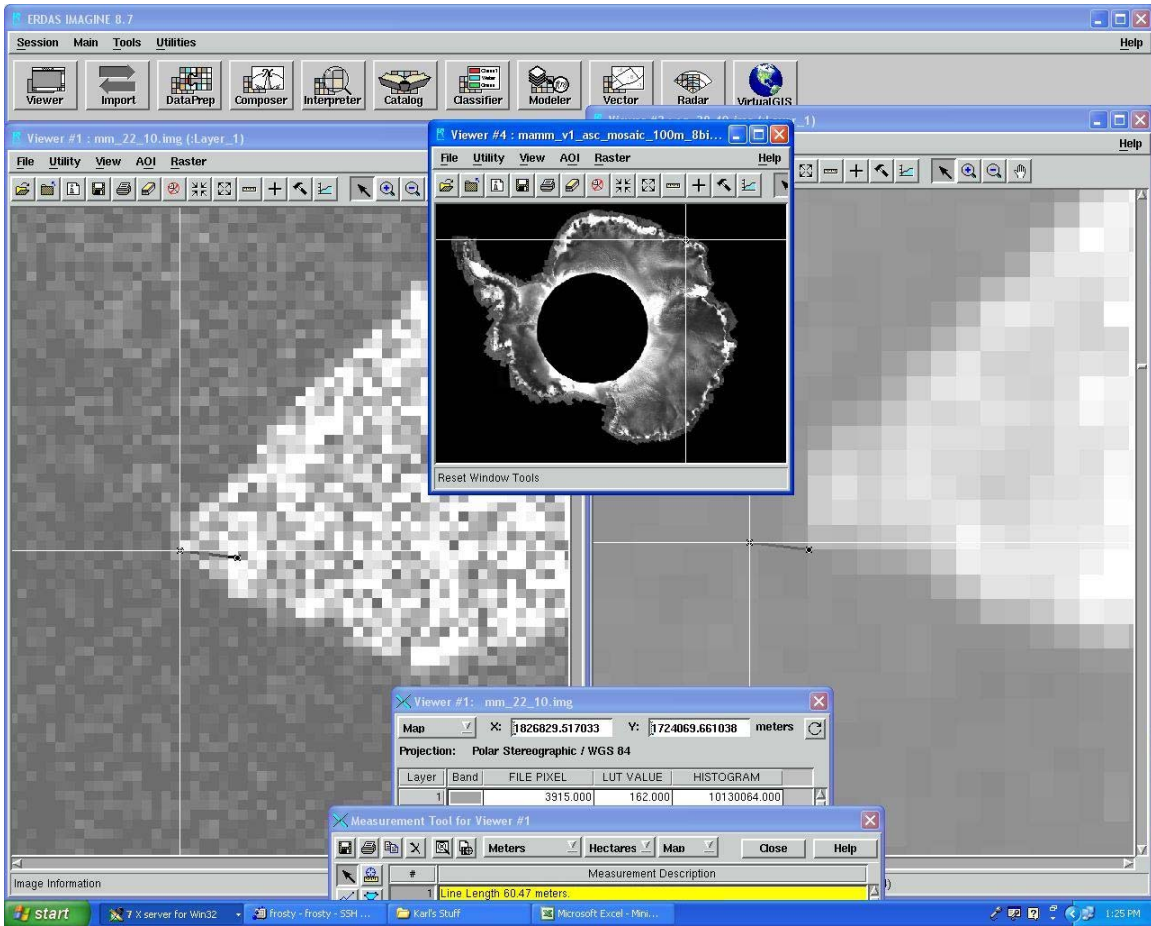 ERDAS IMAGINE 8.7
Session Main Tools Utilities Help
Viewer Import DataPrep Composer Interpreter Catalog Classifier Modeler Vector Radar VirtualGIS
Viewer #1 : mm_22_10.img (:Layer_1)
File Utility View AOI Raster
Viewer #4 : mamm_v1_asc_mosaic_100m_8bi...
File Utility View AOI Raster Help
Help
Reset Window Tools
Viewer #1: mm_22_10.img
Map X: 1826829.517033 Y: 1724069.661038 meters
Projection: Polar Stereographic / WGS 84
Layer Band FILE PIXEL LUT VALUE HISTOGRAM
1 3915.000 162.000 10130064.000
Measurement Tool for Viewer #1
Meters Hectares Map Close Help
# Measurement Description
1 Line Length 60.47 meters.
Image Information
start 7 X server for Win32 frosty - frosty - SSH ... Karl's Stuff Microsoft Excel - Mini... 1:25 PM